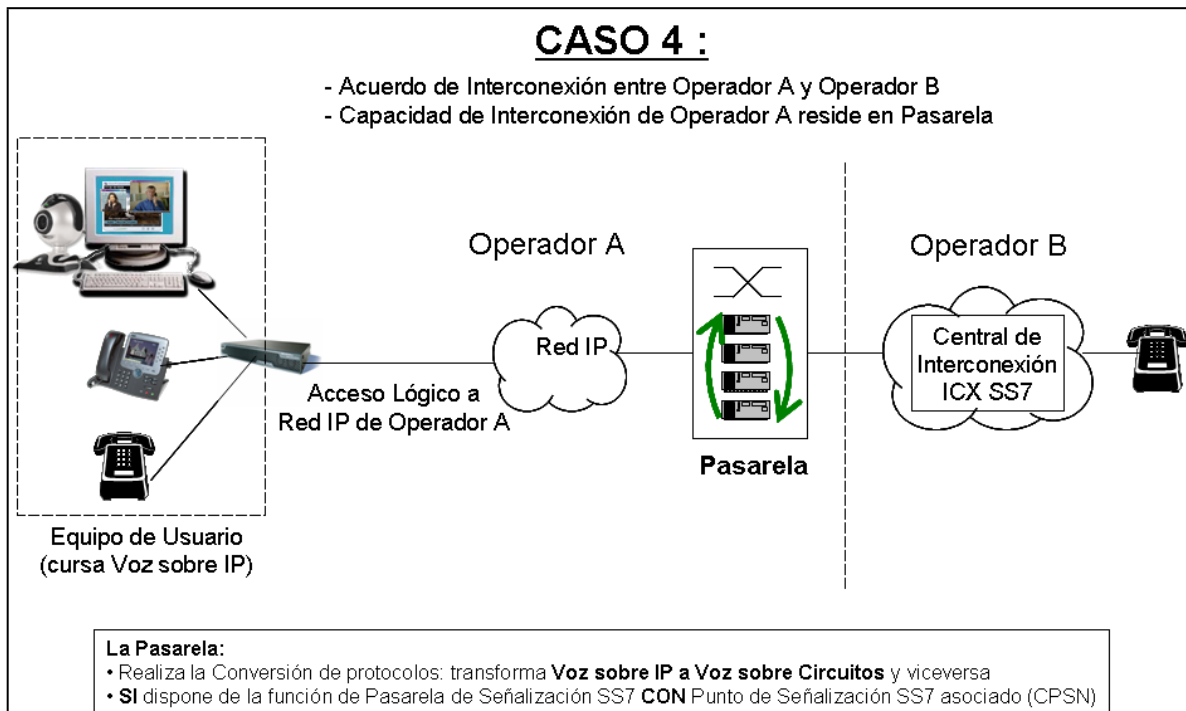 CASO 4 :
- Acuerdo de Interconexión entre Operador A y Operador B
- Capacidad de Interconexión de Operador A reside en Pasarela
Operador A
Operador B
Red IP
Central de
Interconexión
ICX SS7
Acceso Lógico a
Red IP de Operador A
Pasarela
Equipo de Usuario
(cursa Voz sobre IP)
La Pasarela:
• Realiza la Conversión de protocolos: transforma Voz sobre IP a Voz sobre Circuitos y viceversa
• SI dispone de la función de Pasarela de Señalización SS7 CON Punto de Señalización SS7 asociado (CPSN)